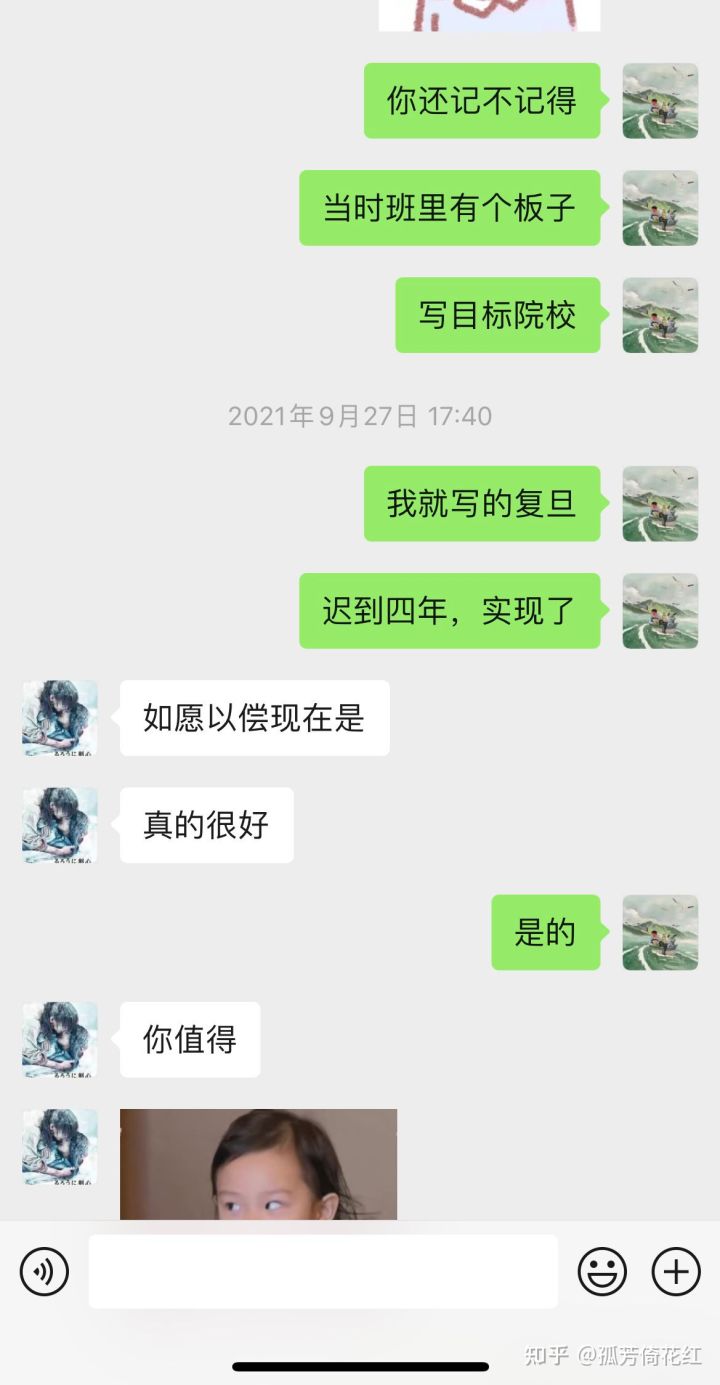 你还记不记得
当时班里有个板子
写目标院校
2021年9月27日 17:40
我就写的复旦
迟到四年，实现了
如愿以偿现在是
真的很好
是的
你值得
知乎 @孤芳倚花红